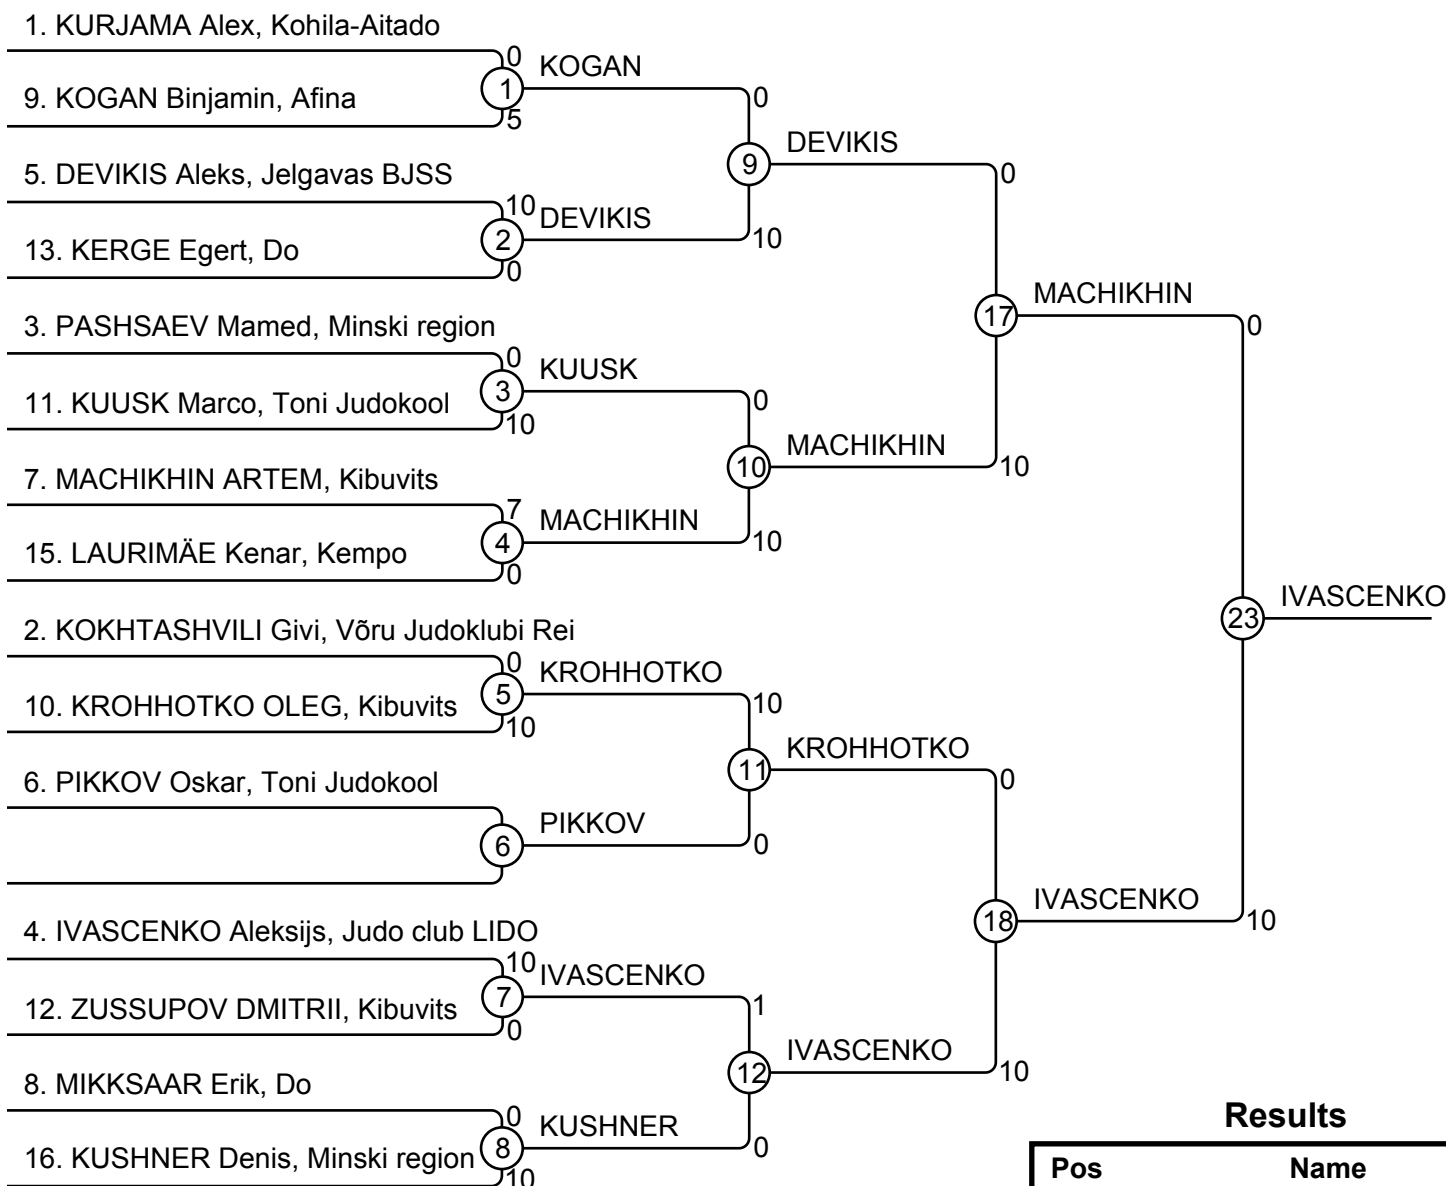 1. KURJAMA Alex, Kohila-Aitado
0
KOGAN
1
9. KOGAN Binjamin, Afina
5
0
DEVIKIS
9
5. DEVIKIS Aleks, Jelgavas BJSS
0
10
DEVIKIS
2
10
13. KERGE Egert, Do
0
MACHIKHIN
17
3. PASHSAEV Mamed, Minski region
0
0
KUUSK
3
0
11. KUUSK Marco, Toni Judokool
10
MACHIKHIN
10
10
7. MACHIKHIN ARTEM, Kibuvits
7
MACHIKHIN
4
10
15. LAURIMÄE Kenar, Kempo
0
IVASCENKO
23
2. KOKHTASHVILI Givi, Võru Judoklubi Rei
0
KROHHOTKO
5
10
10. KROHHOTKO OLEG, Kibuvits
10
KROHHOTKO
11
0
6. PIKKOV Oskar, Toni Judokool
PIKKOV
6
0
IVASCENKO
18
10
4. IVASCENKO Aleksijs, Judo club LIDO
10
IVASCENKO
7
1
12. ZUSSUPOV DMITRII, Kibuvits
0
IVASCENKO
12
10
8. MIKKSAAR Erik, Do
0
KUSHNER
8
0
16. KUSHNER Denis, Minski region
10
Results
Pos Name